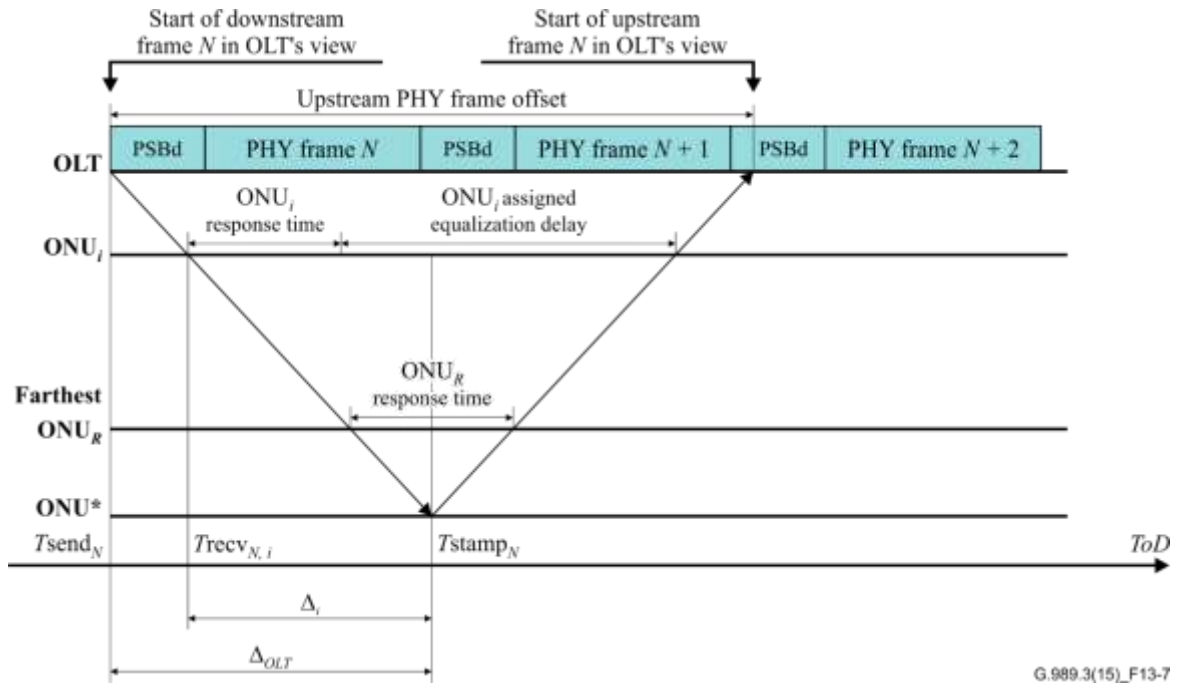 Start of downstream
frame N in OLT's view
Start of upstream
frame N in OLT's view
Upstream PHY frame offset
OLT
PSBd
PHY frame N
PSBd
PHY frame N + 1
PSBd
PHY frame N + 2
ONUi
response time
ONUi assigned
equalization delay
ONUi
ONUR
response time
Farthest
ONUR
ONU*
TsendN
TrecvN, i
TstampN
ToD
Δi
ΔOLT
G.989.3(15)_F13-7